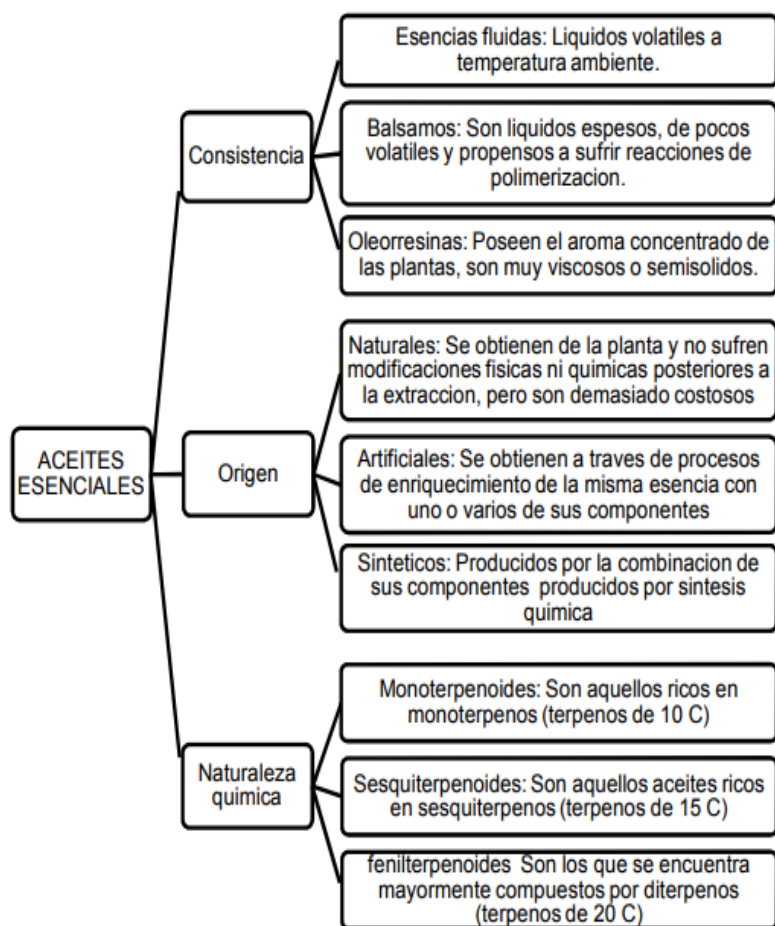 Esencias fluidas: Liquidos volatiles a
temperatura ambiente.
Balsamos: Son liquidos espesos, de pocos
volatiles y propensos a sufrir reacciones de
polimerizacion.
Oleorresinas: Poseen el aroma concentrado de
las plantas, son muy viscosos o semisolidos.
Consistencia
Naturales: Se obtienen de la planta y no sufren
modificaciones fisicas ni quimicas posteriores a
la extraccion, pero son demasiado costosos
Artificiales: Se obtienen a traves de procesos
de enriquecimiento de la misma esencia con
uno o varios de sus componentes
Sinteticos: Producidos por la combinacion de
sus componentes producidos por sintesis
quimica
Origen
ACEITES
ESENCIALES
Monoterpenoides: Son aquellos ricos en
monoterpenos (terpenos de 10 C)
Sesquiterpenoides: Son aquellos aceites ricos
en sesquiterpenos (terpenos de 15 C)
fenilterpenoides Son los que se encuentra
mayormente compuestos por diterpenos
(terpenos de 20 C)
Naturaleza
quimica